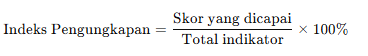 Indeks Pengungkapan = Skor yang dicapai / Total indikator × 100%